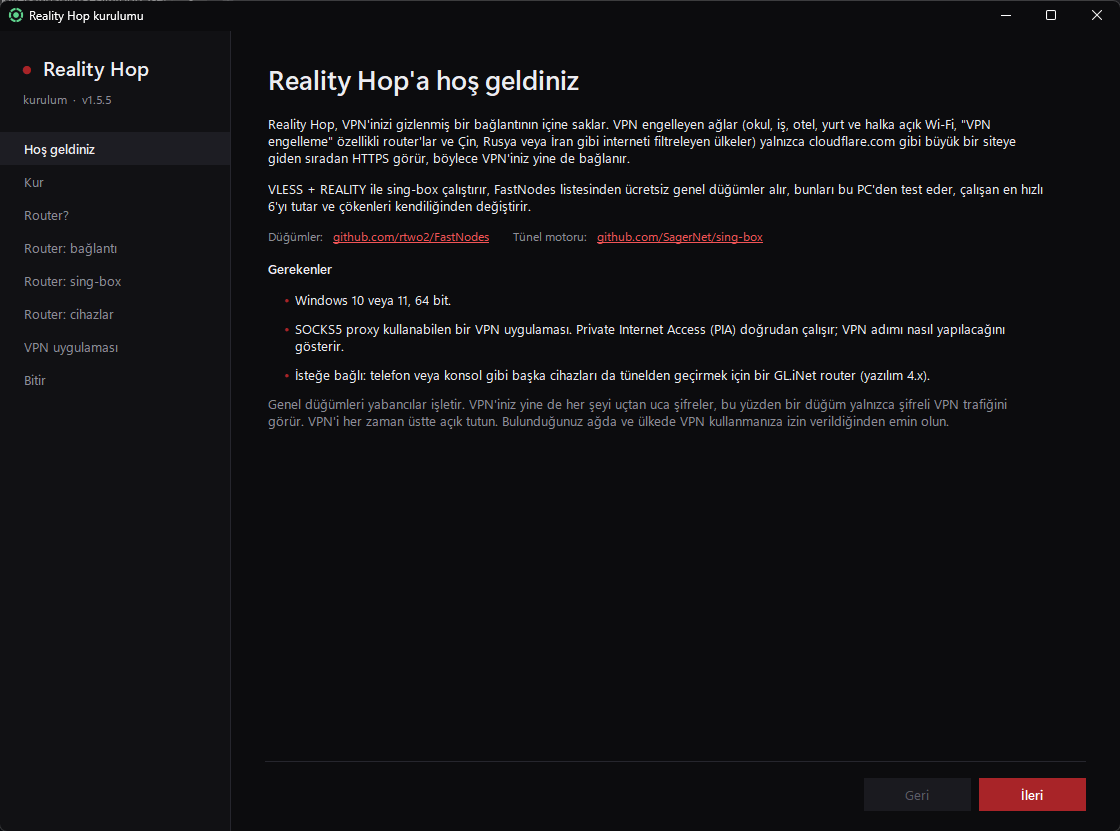 Reality Hop kurulumu
Reality Hop
kurulum · v1.5.5
Hoş geldiniz
Kur
Router?
Router: bağlantı
Router: sing-box
Router: cihazlar
VPN uygulaması
Bitir
Reality Hop'a hoş geldiniz
Reality Hop, VPN'inizi gizlenmiş bir bağlantının içine saklar. VPN engelleyen ağlar (okul, iş, otel, yurt ve halka açık Wi-Fi, "VPN
engelleme" özellikli router'lar ve Çin, Rusya veya İran gibi interneti filtreleyen ülkeler) yalnızca cloudflare.com gibi büyük bir siteye
giden sıradan HTTPS görür, böylece VPN'iniz yine de bağlanır.
VLESS + REALITY ile sing-box çalıştırır, FastNodes listesinden ücretsiz genel düğümler alır, bunları bu PC'den test eder, çalışan en hızlı
6'yı tutar ve çökenleri kendiliğinden değiştirir.
Düğümler: github.com/rtwo2/FastNodes Tünel motoru: github.com/SagerNet/sing-box
Gerekenler
• Windows 10 veya 11, 64 bit.
• SOCKS5 proxy kullanabilen bir VPN uygulaması. Private Internet Access (PIA) doğrudan çalışır; VPN adımı nasıl yapılacağını
gösterir.
• İsteğe bağlı: telefon veya konsol gibi başka cihazları da tünelden geçirmek için bir GL.iNet router (yazılım 4.x).
Genel düğümleri yabancılar işletir. VPN'iniz yine de her şeyi uçtan uca şifreler, bu yüzden bir düğüm yalnızca şifreli VPN trafiğini
görür. VPN'i her zaman üstte açık tutun. Bulunduğunuz ağda ve ülkede VPN kullanmanıza izin verildiğinden emin olun.
Geri
İleri